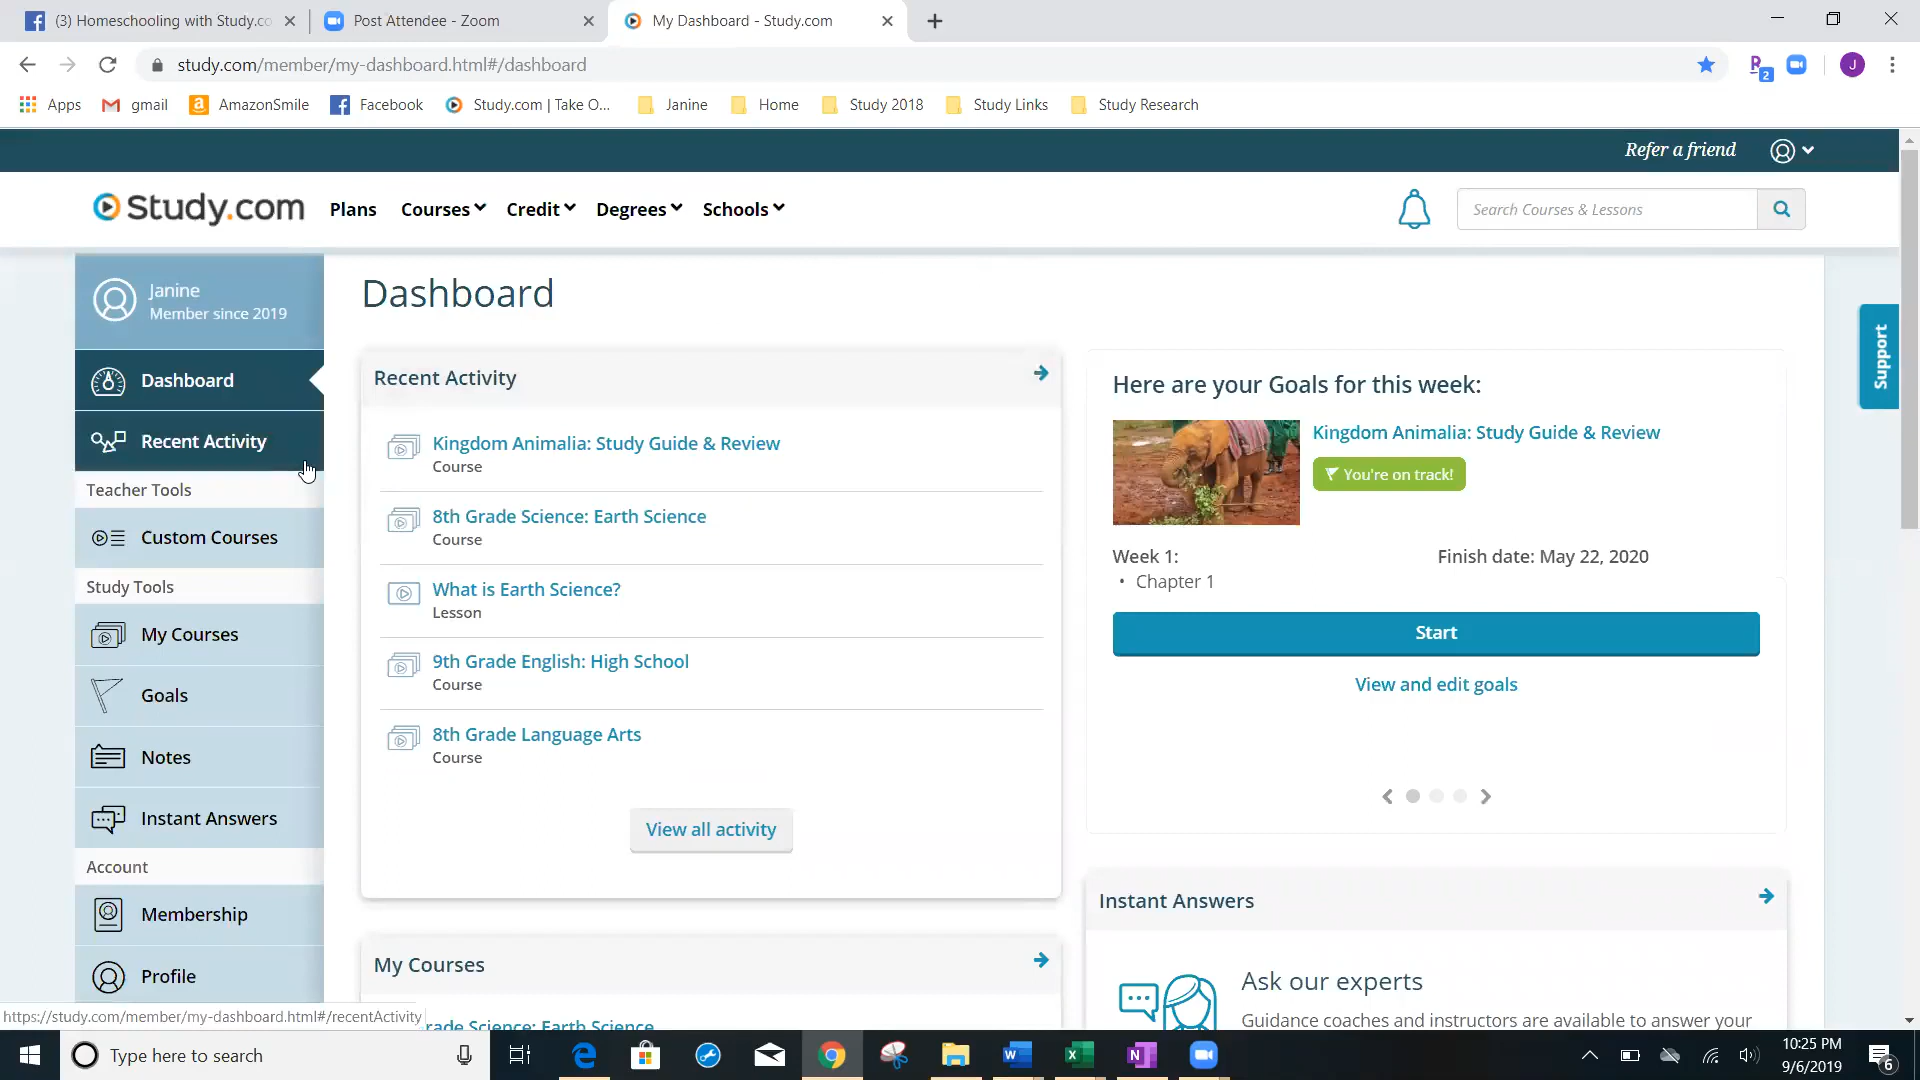 (3) Homeschooling with Study.co
Post Attendee - Zoom
My Dashboard - Study.com
study.com/member/my-dashboard.html#/dashboard
2
J
Apps
gmail
AmazonSmile
Facebook
Study.com | Take O...
Janine
Home
Study 2018
Study Links
Study Research
Refer a friend
Study.com
Plans
Courses
Credit
Degrees
Schools
Search Courses & Lessons
Janine
Member since 2019
Dashboard
Recent Activity
Teacher Tools
Custom Courses
Study Tools
My Courses
Goals
Notes
Instant Answers
Account
Membership
Profile
Dashboard
Recent Activity
Kingdom Animalia: Study Guide & Review
Course
8th Grade Science: Earth Science
Course
What is Earth Science?
Lesson
9th Grade English: High School
Course
8th Grade Language Arts
Course
View all activity
My Courses
rade Science: Earth Science
Here are your Goals for this week:
Kingdom Animalia: Study Guide & Review
You're on track!
Week 1:
Finish date: May 22, 2020
• Chapter 1
Start
View and edit goals
Instant Answers
Ask our experts
Guidance coaches and instructors are available to answer your
Support
https://study.com/member/my-dashboard.html#/recentActivity
Type here to search
10:25 PM
9/6/2019
6